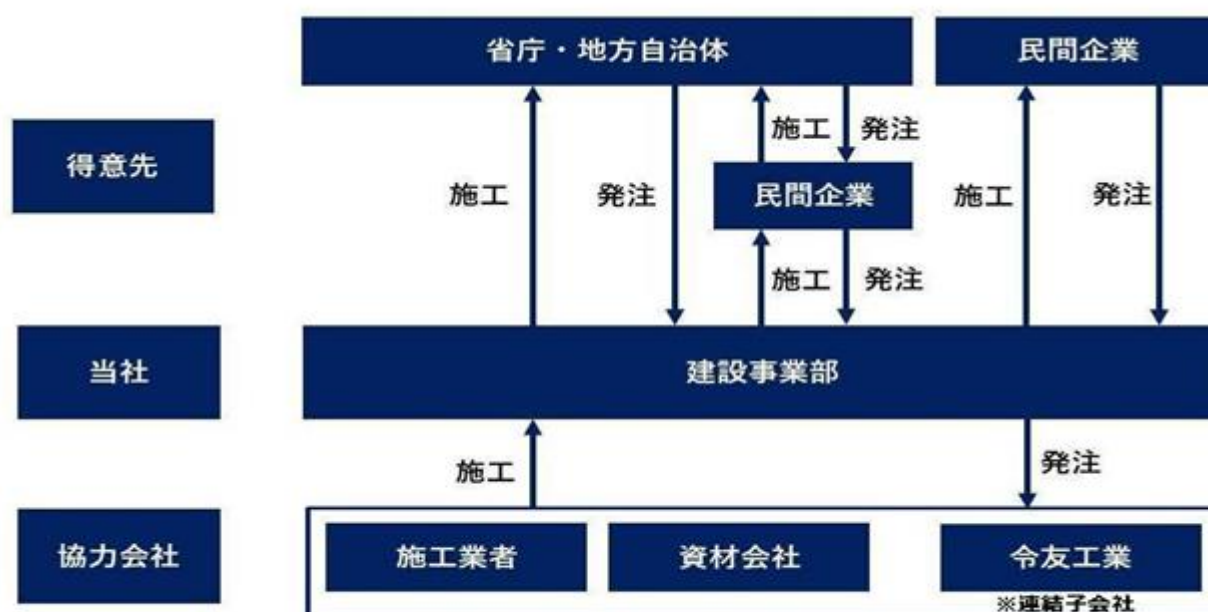 省庁・地方自治体
民間企業
施工
発注
得意先
民間企業
施工
発注
施工
発注
施工
発注
当社
建設事業部
施工
発注
協力会社
施工業者
資材会社
令友工業
※連結子会社